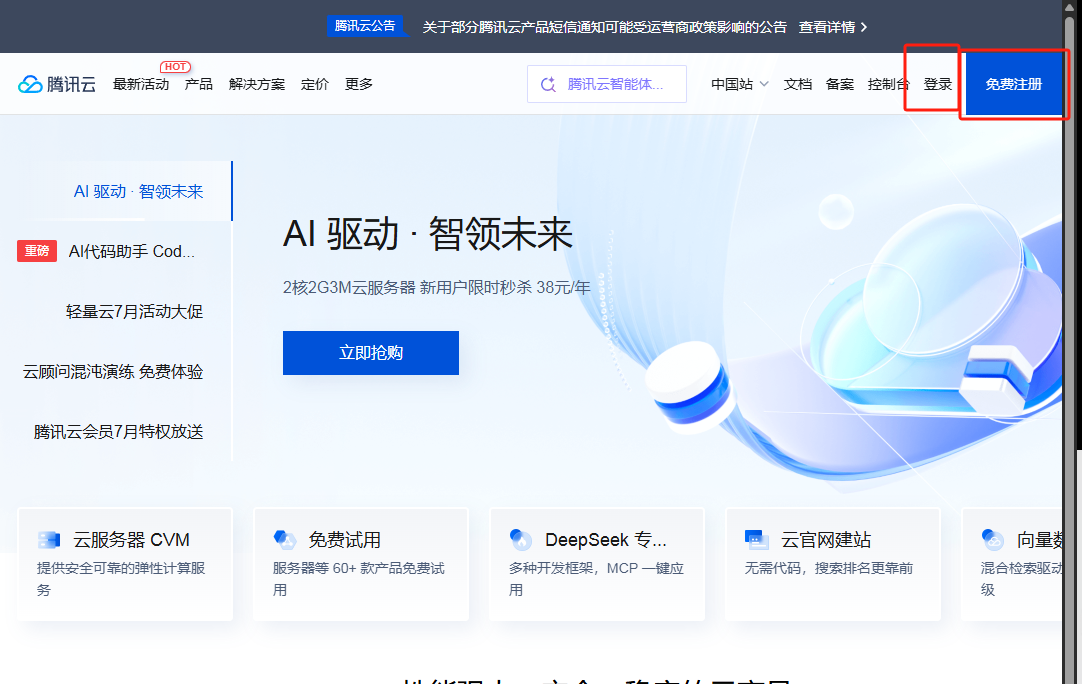 腾讯云公告 关于部分腾讯云产品短信通知可能受运营商政策影响的公告 查看详情
腾讯云 最新活动 HOT 产品 解决方案 定价 更多 腾讯云智能体... 中国站 文档 备案 控制台 登录 免费注册
AI 驱动 · 智领未来
重磅 AI代码助手 Cod...
轻量云7月活动大促
云顾问混沌演练 免费体验
腾讯云会员7月特权放送
AI 驱动 · 智领未来
2核2G3M云服务器 新用户限时秒杀 38元/年
立即抢购
云服务器 CVM
提供安全可靠的弹性计算服
务
免费试用
服务器等 60+ 款产品免费试
用
DeepSeek 专...
多种开发框架，MCP 一键应
用
云官网建站
无需代码，搜索排名更靠前
向量数
混合检索驱动
级